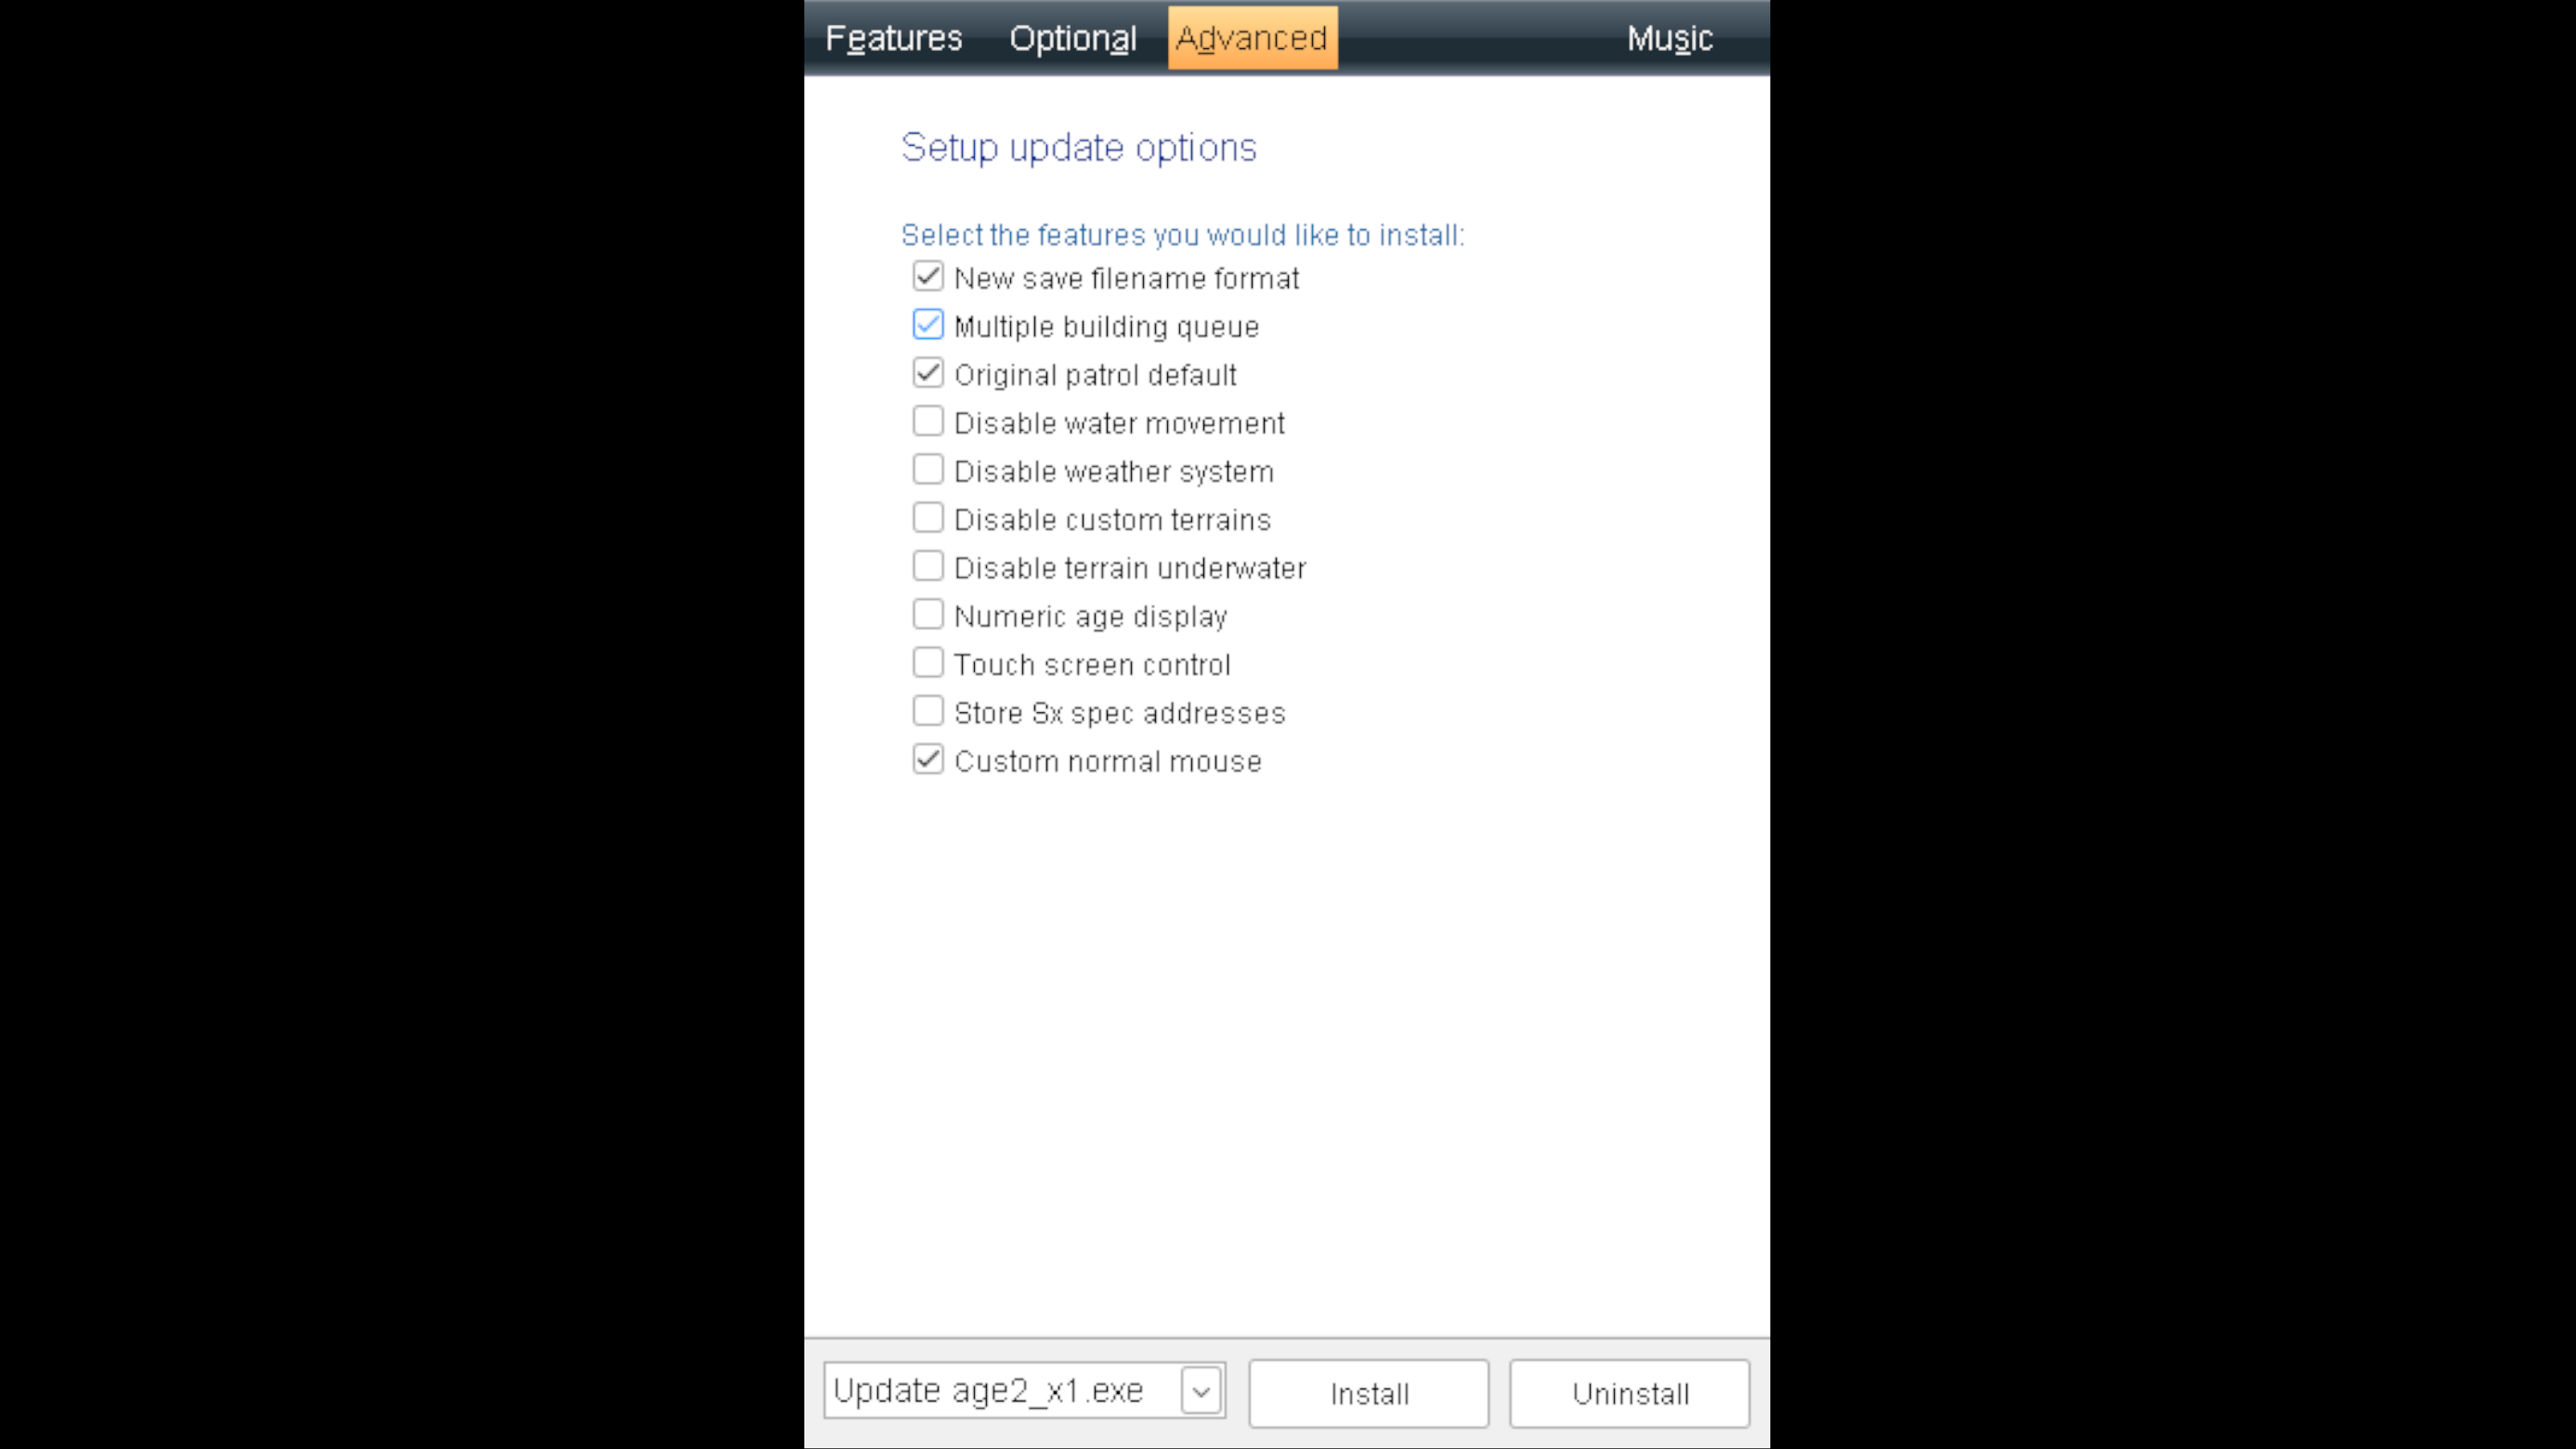 Features Optional Advanced Music
Setup update options
Select the features you would like to install:
New save filename format
Multiple building queue
Original patrol default
Disable water movement
Disable weather system
Disable custom terrains
Disable terrain underwater
Numeric age display
Touch screen control
Store Sx spec addresses
Custom normal mouse
Update age2_x1.exe Install Uninstall